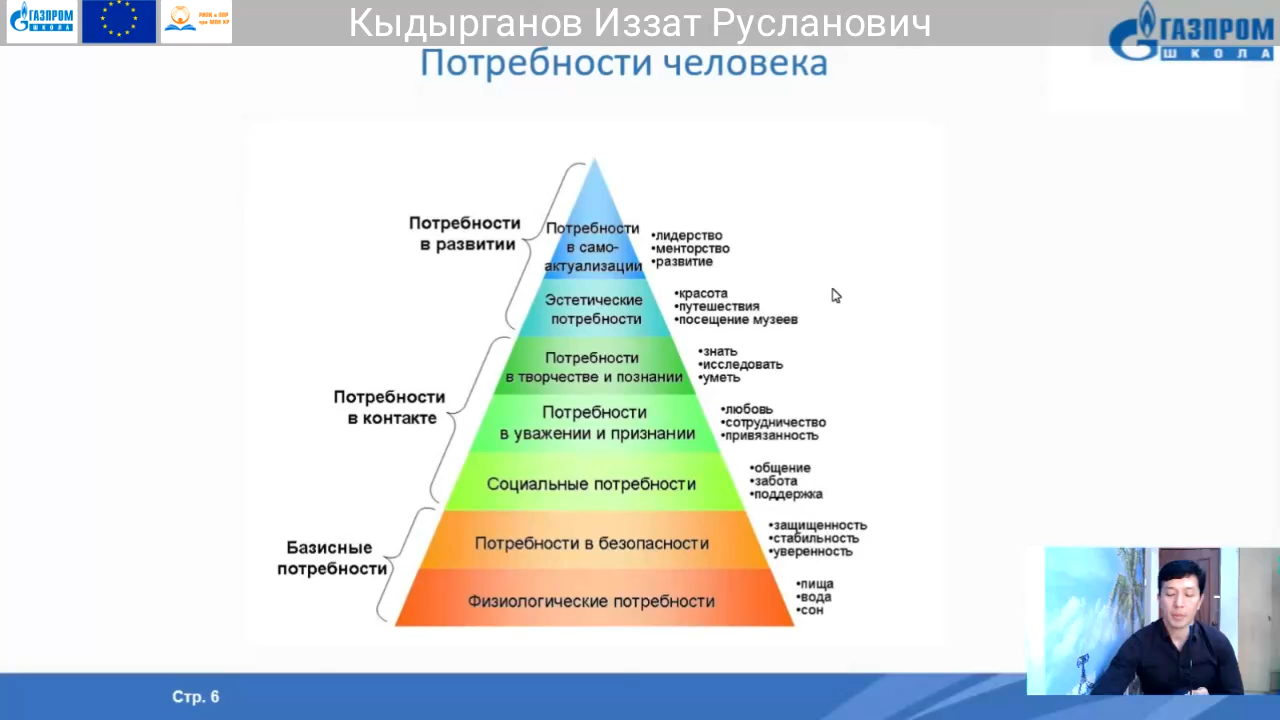 ГАЗПРОМ
ШКОЛА
Кыдырганов Иззат Русланович
ГАЗПРОМ
ШКОЛА
Потребности человека
Потребности
в развитии
Потребности
в само-
актуализации
•лидерство
•менторство
•развитие
Эстетические
потребности
•красота
•путешествия
•посещение музеев
Потребности
в контакте
Потребности
в творчестве и познании
•знать
•исследовать
•уметь
Потребности
в уважении и признании
•любовь
•сотрудничество
•привязанность
Социальные потребности
•общение
•забота
•поддержка
Базисные
потребности
Потребности в безопасности
•защищенность
•стабильность
•уверенность
Физиологические потребности
•пища
•вода
•сон
Стр. 6